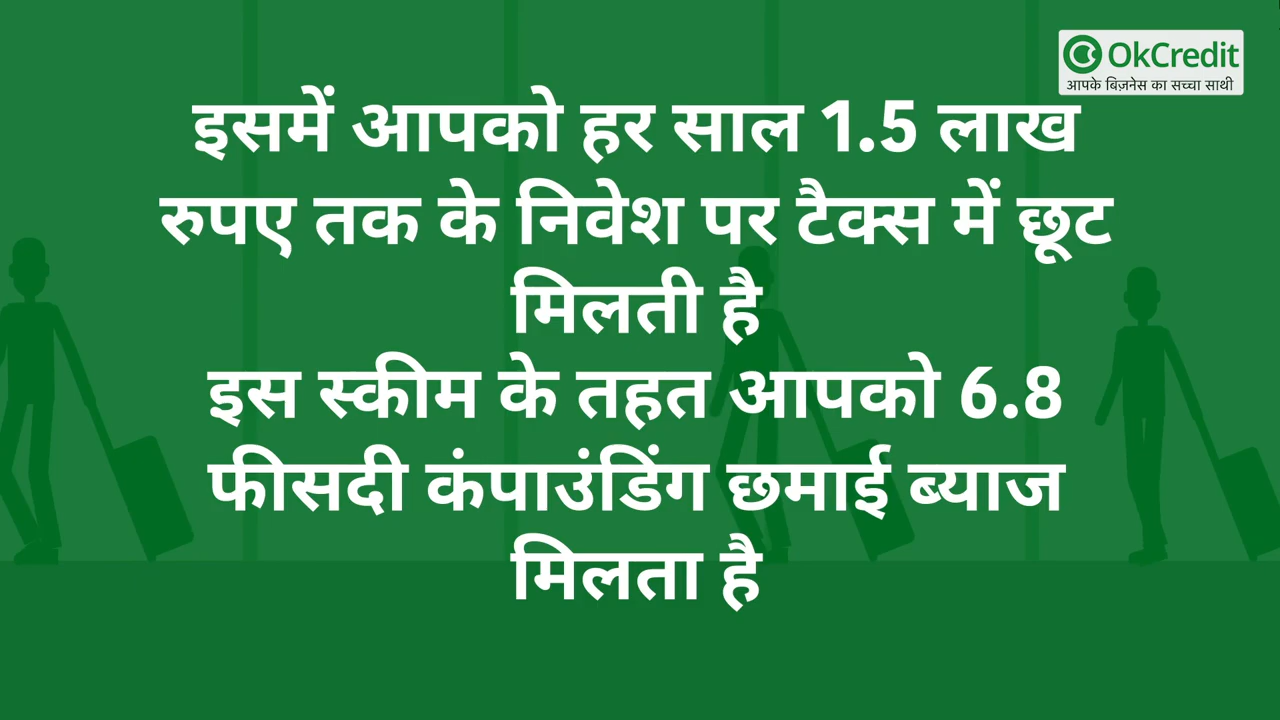 OkCredit
आपके बिज़नेस का सच्चा साथी
इसमें आपको हर साल 1.5 लाख
रुपए तक के निवेश पर टैक्स में छूट
मिलती है
इस स्कीम के तहत आपको 6.8
फीसदी कंपाउंडिंग छमाई ब्याज
मिलता है